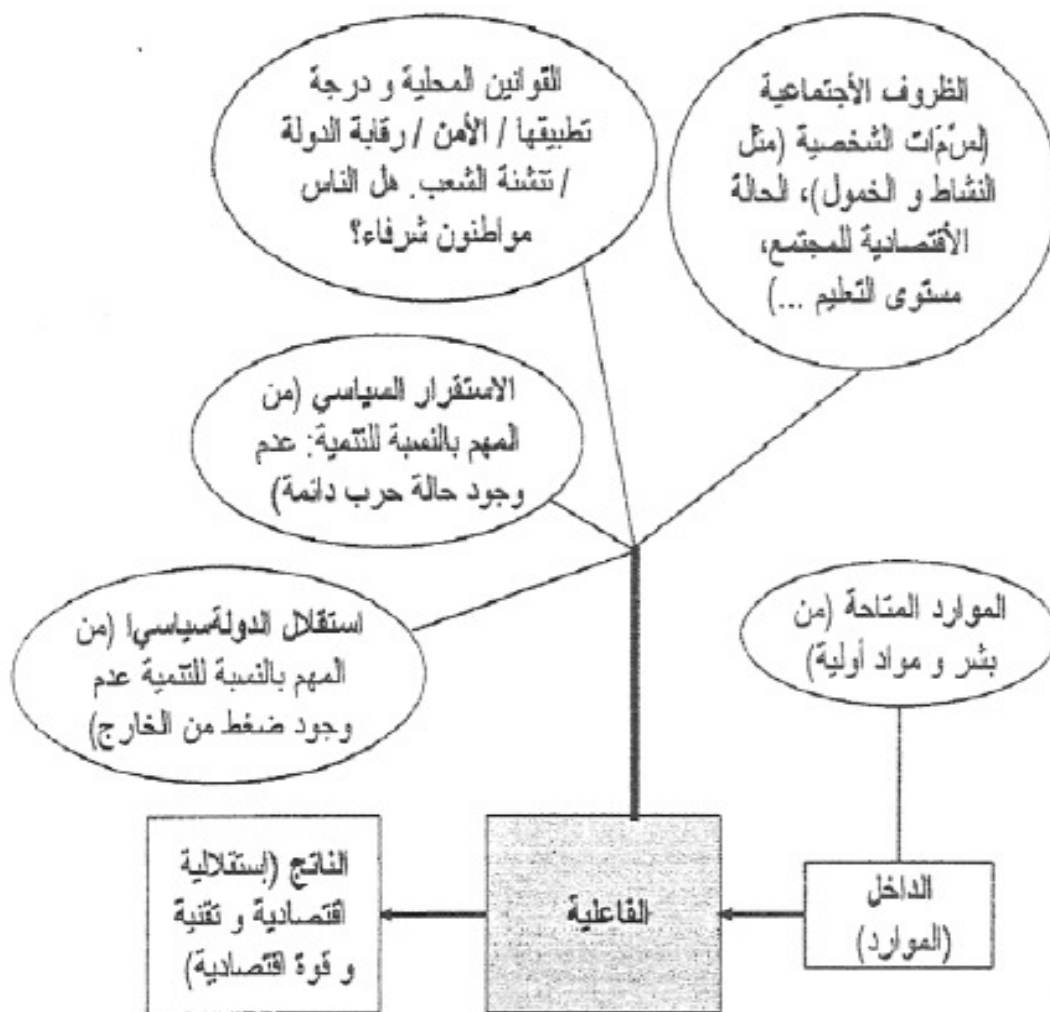 الظروف الأجتماعية
(سمات الشخصية (مثل
النشاط و الخمول)، الحالة
الأقتصادية للمجتمع،
مستوى التعليم ...)
القوانين المحلية و درجة
تطبيقها / الأمن / رقابة الدولة
/ تنشئة الشعب. هل الناس
مواطنون شرفاء؟
الاستقرار السياسي (من
المهم بالنسبة للتنمية: عدم
وجود حالة حرب دائمة)
استقلال الدولة سياسيا (من
المهم بالنسبة للتنمية عدم
وجود ضغط من الخارج)
الموارد المتاحة (من
بشر و مواد أولية)
الداخل
(الموارد)
الفاعلية
الناتج (إستقلالية
اقتصادية و تقنية
و قوة اقتصادية)